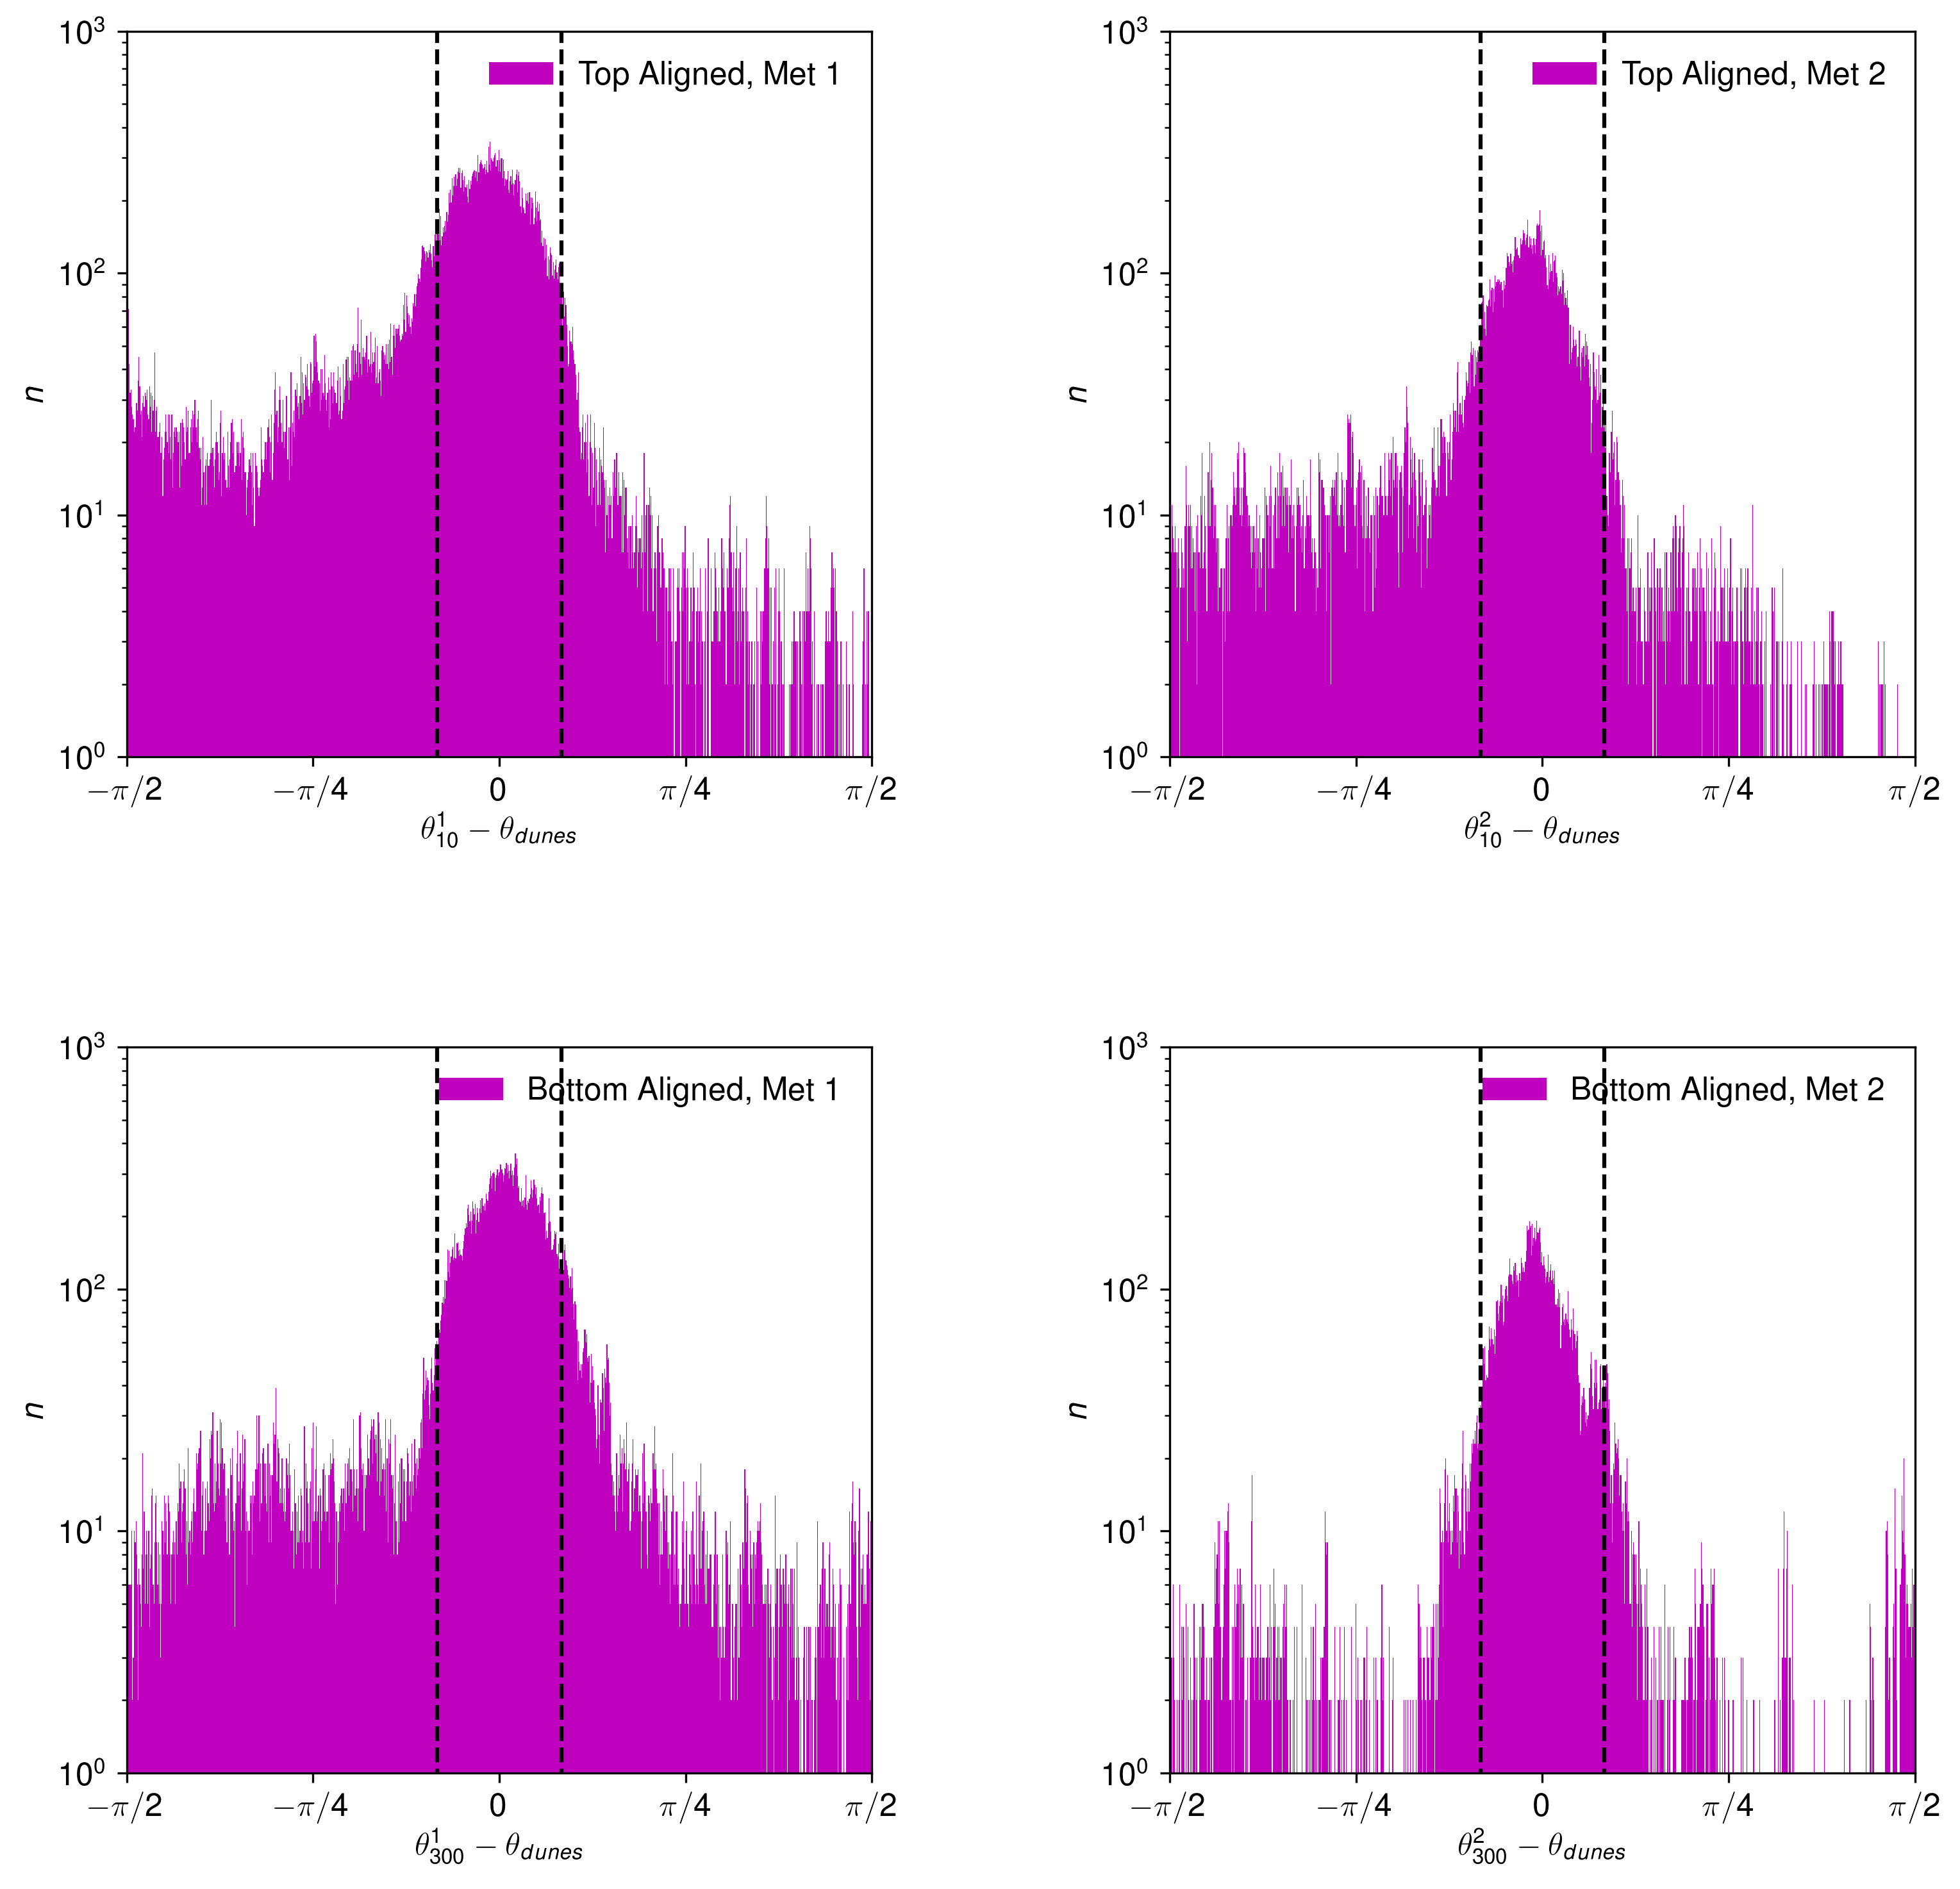 10³
10²
10¹
10⁰
n
Top Aligned, Met 1
−π/2 −π/4 0 π/4 π/2
θ¹₁₀ − θ_dunes
10³
10²
10¹
10⁰
n
Top Aligned, Met 2
−π/2 −π/4 0 π/4 π/2
θ²₁₀ − θ_dunes
10³
10²
10¹
10⁰
n
Bottom Aligned, Met 1
−π/2 −π/4 0 π/4 π/2
θ¹₃₀₀ − θ_dunes
10³
10²
10¹
10⁰
n
Bottom Aligned, Met 2
−π/2 −π/4 0 π/4 π/2
θ²₃₀₀ − θ_dunes